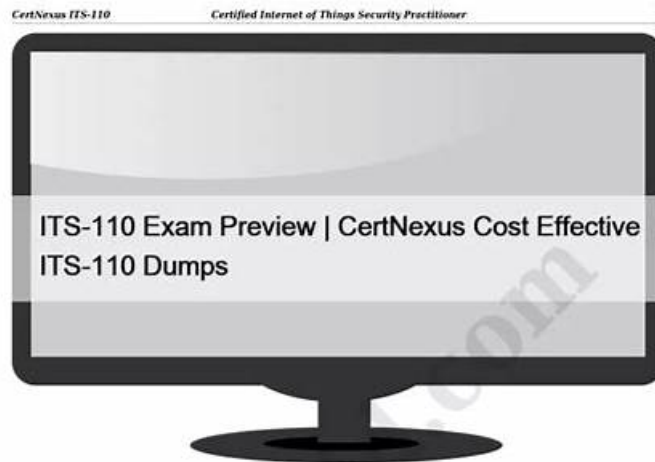 CertNexus ITS-110 Certified Internet of Things Security Practitioner
ITS-110 Exam Preview | CertNexus Cost Effective
ITS-110 Dumps
.com